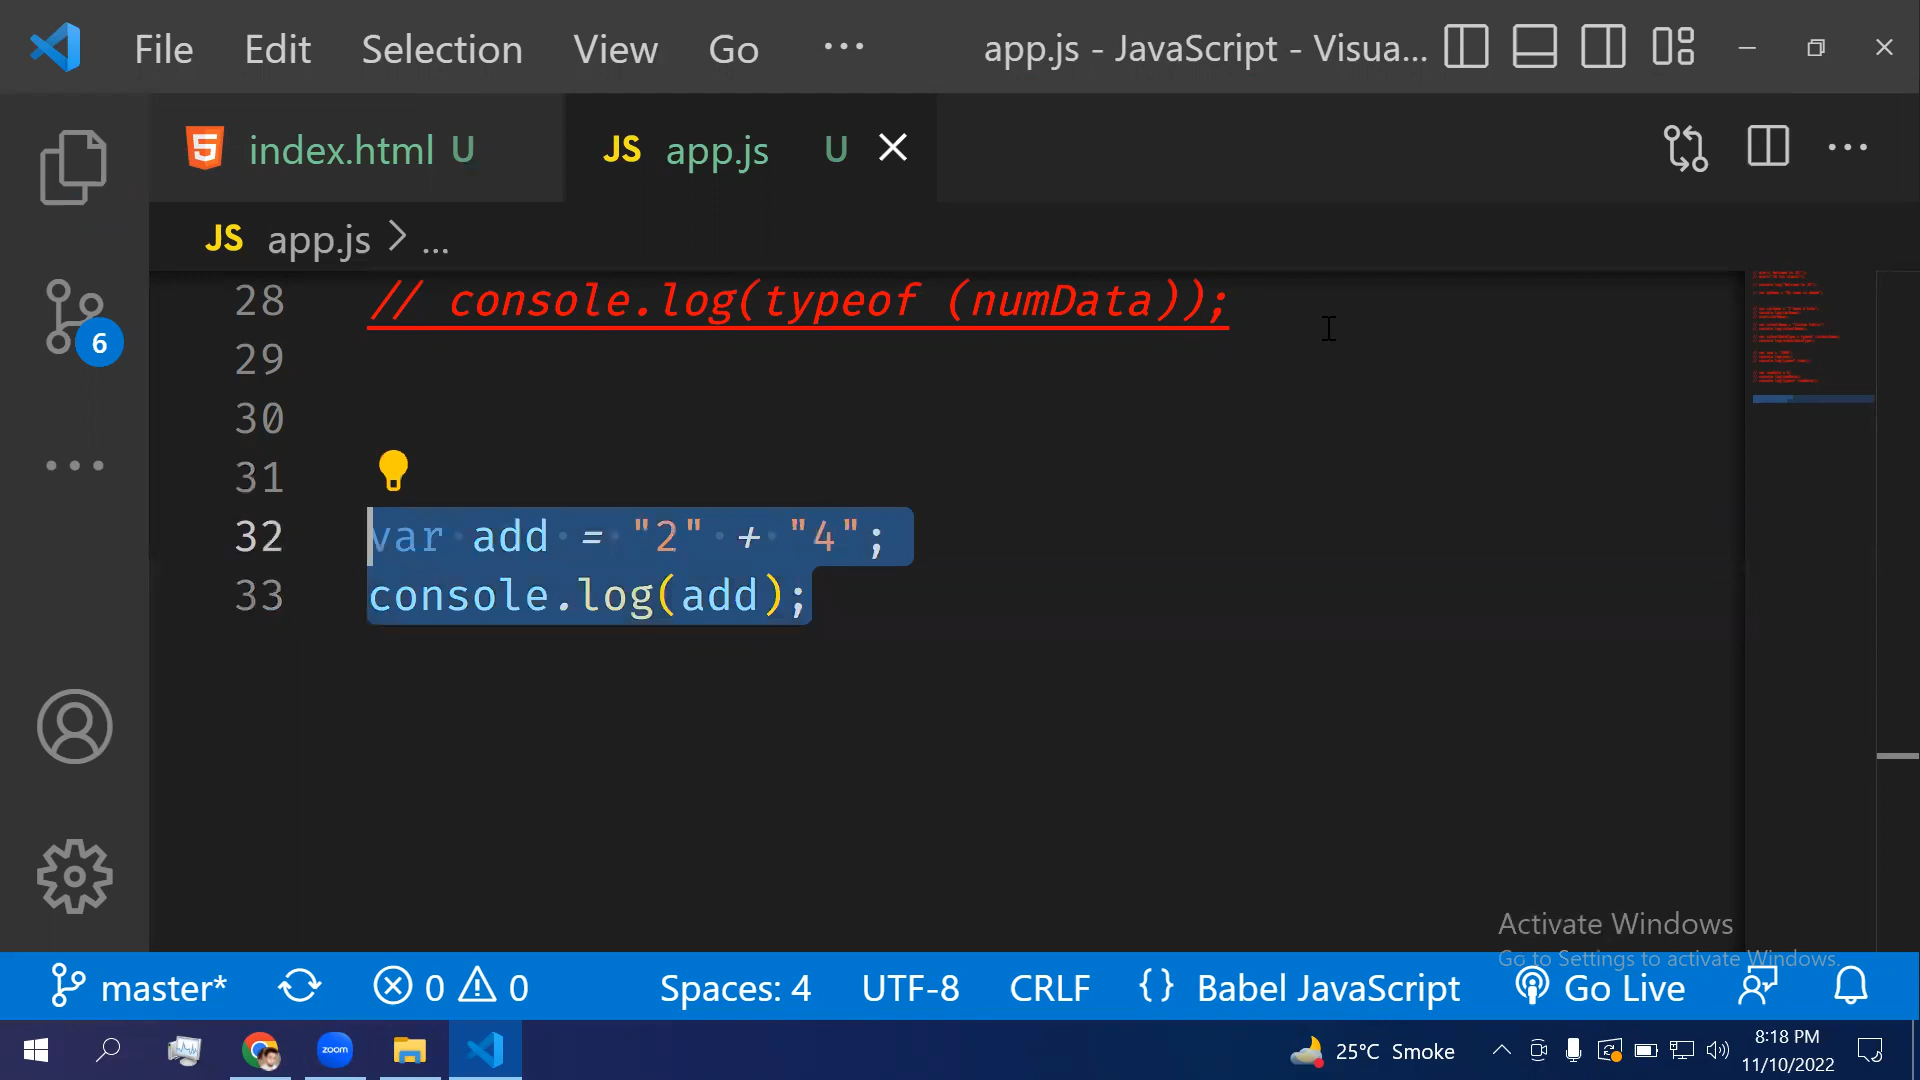 File Edit Selection View Go ··· app.js - JavaScript - Visua...
index.html U JS app.js U
JS app.js > ...
28 // console.log(typeof (numData));
29
30
31
32 var add = "2" + "4";
33 console.log(add);
6
Activate Windows
Go to Settings to activate Windows.
master* 0 0 Spaces: 4 UTF-8 CRLF {} Babel JavaScript Go Live
zoom 25°C Smoke 8:18 PM
11/10/2022